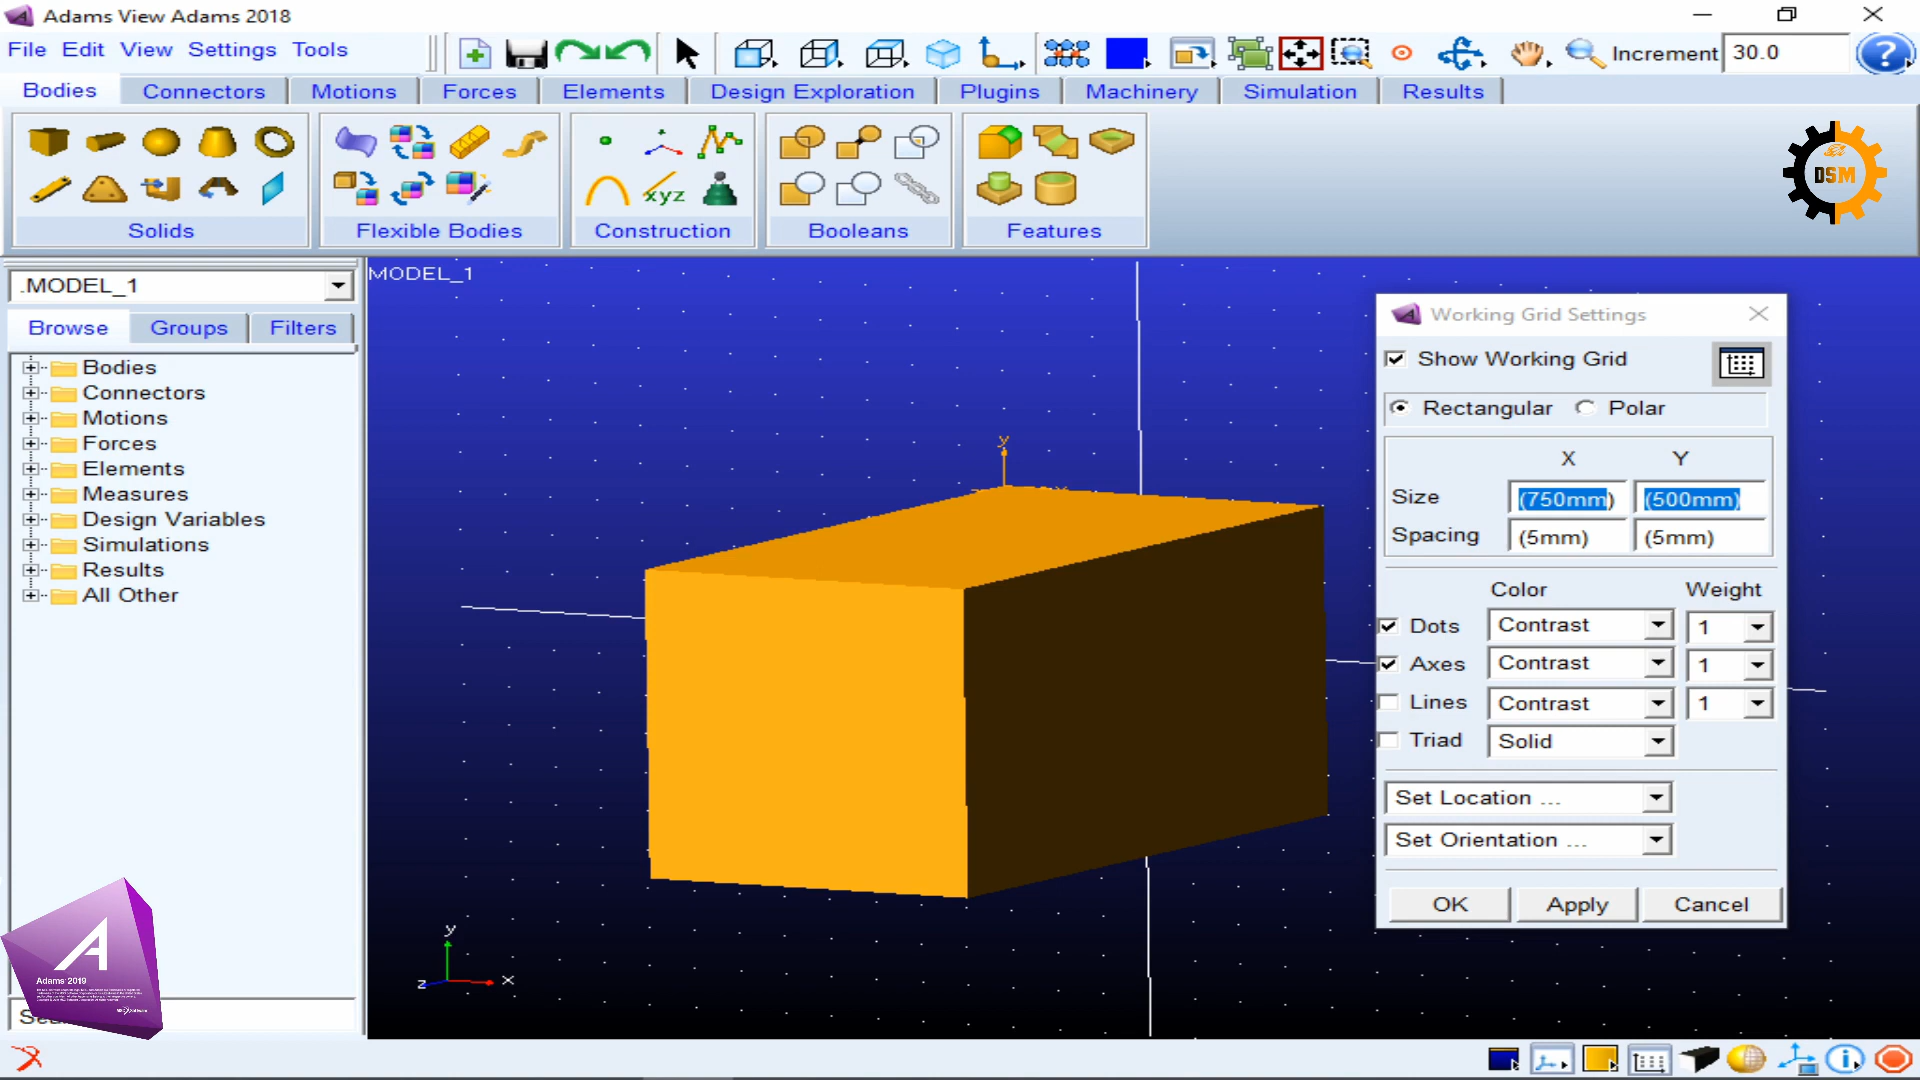 Adams View Adams 2018
File Edit View Settings Tools
Increment 30.0
Bodies Connectors Motions Forces Elements Design Exploration Plugins Machinery Simulation Results
xyz
Solids Flexible Bodies Construction Booleans Features
DSM
.MODEL_1
MODEL_1
Browse Groups Filters
Bodies
Connectors
Motions
Forces
Elements
Measures
Design Variables
Simulations
Results
All Other
y
y
z x
Adams 2019
Working Grid Settings
Show Working Grid
Rectangular Polar
X Y
Size (750mm) (500mm)
Spacing (5mm) (5mm)
Color Weight
Dots Contrast 1
Axes Contrast 1
Lines Contrast 1
Triad Solid
Set Location ...
Set Orientation ...
OK Apply Cancel